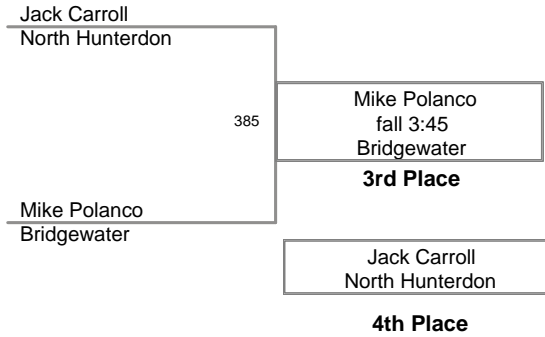 Jack Carroll
North Hunterdon
385
Mike Polanco
fall 3:45
Bridgewater
3rd Place
Mike Polanco
Bridgewater
Jack Carroll
North Hunterdon
4th Place